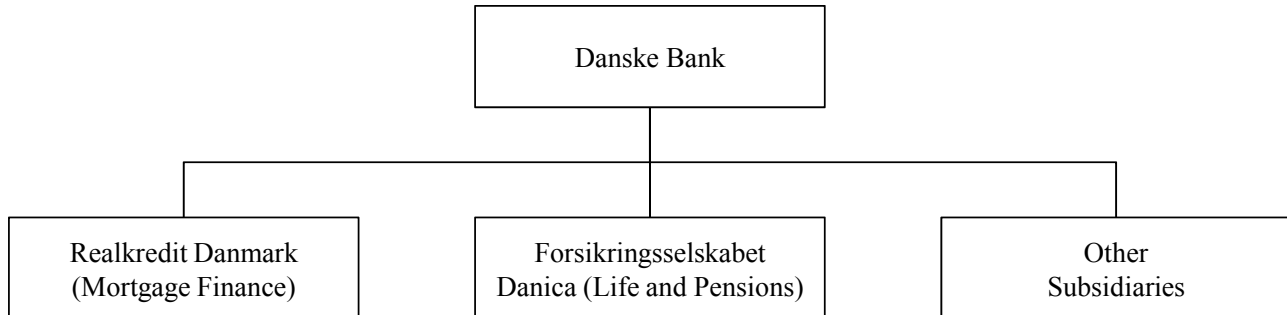 Danske Bank
Realkredit Danmark
(Mortgage Finance)
Forsikringsselskabet
Danica (Life and Pensions)
Other
Subsidiaries